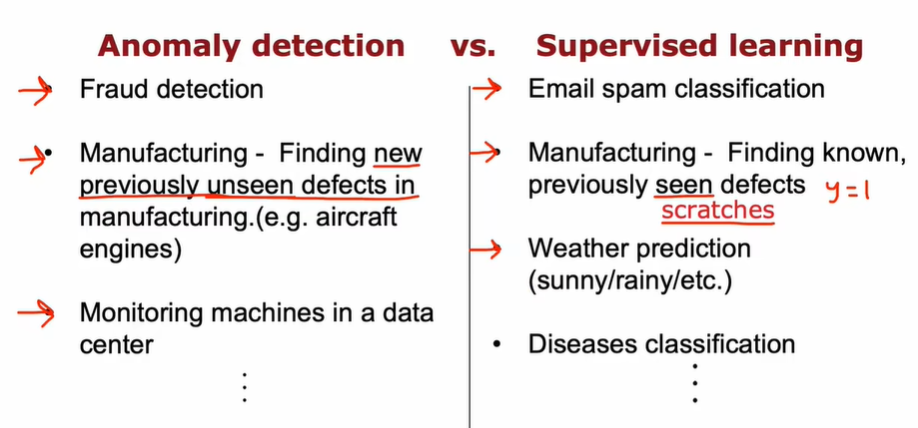 Anomaly detection vs. Supervised learning
Fraud detection
Manufacturing - Finding new
previously unseen defects in
manufacturing.(e.g. aircraft
engines)
Monitoring machines in a data
center
Email spam classification
Manufacturing - Finding known,
previously seen defects y=1
scratches
Weather prediction
(sunny/rainy/etc.)
• Diseases classification